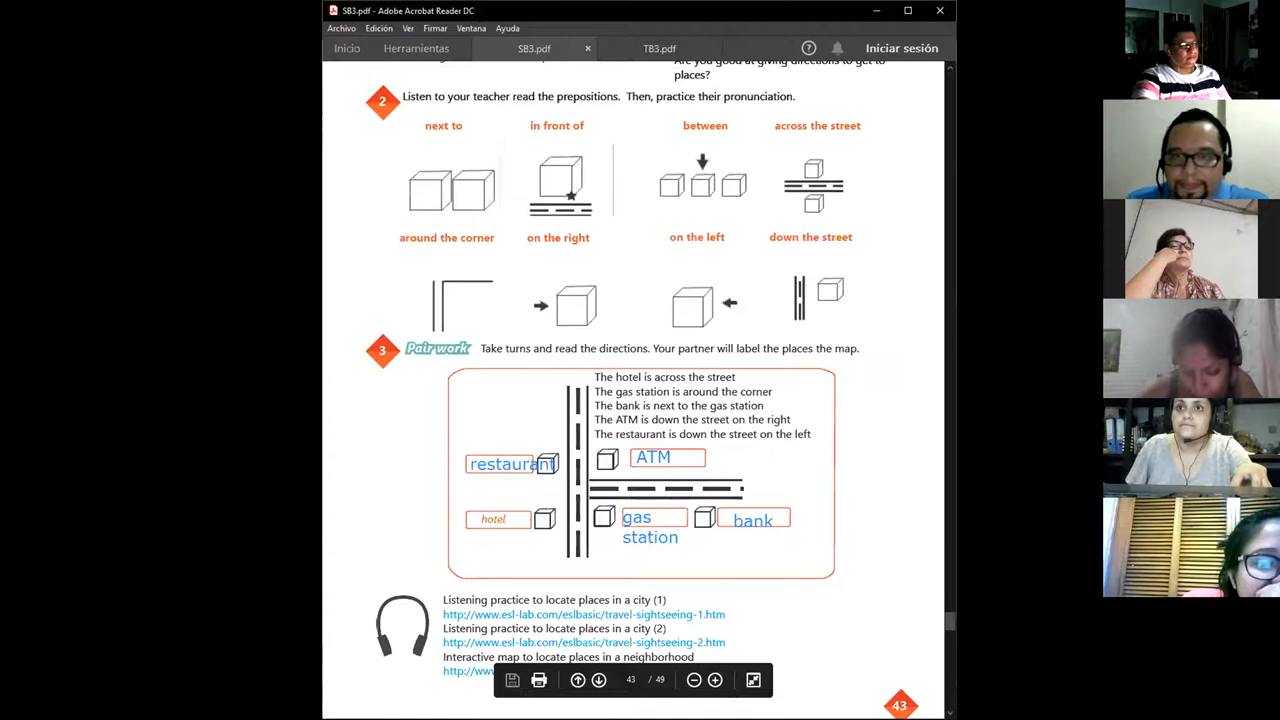 SB3.pdf - Adobe Acrobat Reader DC
Archivo Edición Ver Firmar Ventana Ayuda
Inicio Herramientas SB3.pdf × TB3.pdf ? Iniciar sesión
Are you good at giving directions to get to
places?
2 Listen to your teacher read the prepositions. Then, practice their pronunciation.
next to in front of between across the street
around the corner on the right on the left down the street
3 Pair work Take turns and read the directions. Your partner will label the places the map.
The hotel is across the street
The gas station is around the corner
The bank is next to the gas station
The ATM is down the street on the right
The restaurant is down the street on the left
restaurant ATM
hotel gas station bank
Listening practice to locate places in a city (1)
http://www.esl-lab.com/eslbasic/travel-sightseeing-1.htm
Listening practice to locate places in a city (2)
http://www.esl-lab.com/eslbasic/travel-sightseeing-2.htm
Interactive map to locate places in a neighborhood
43 / 49
43